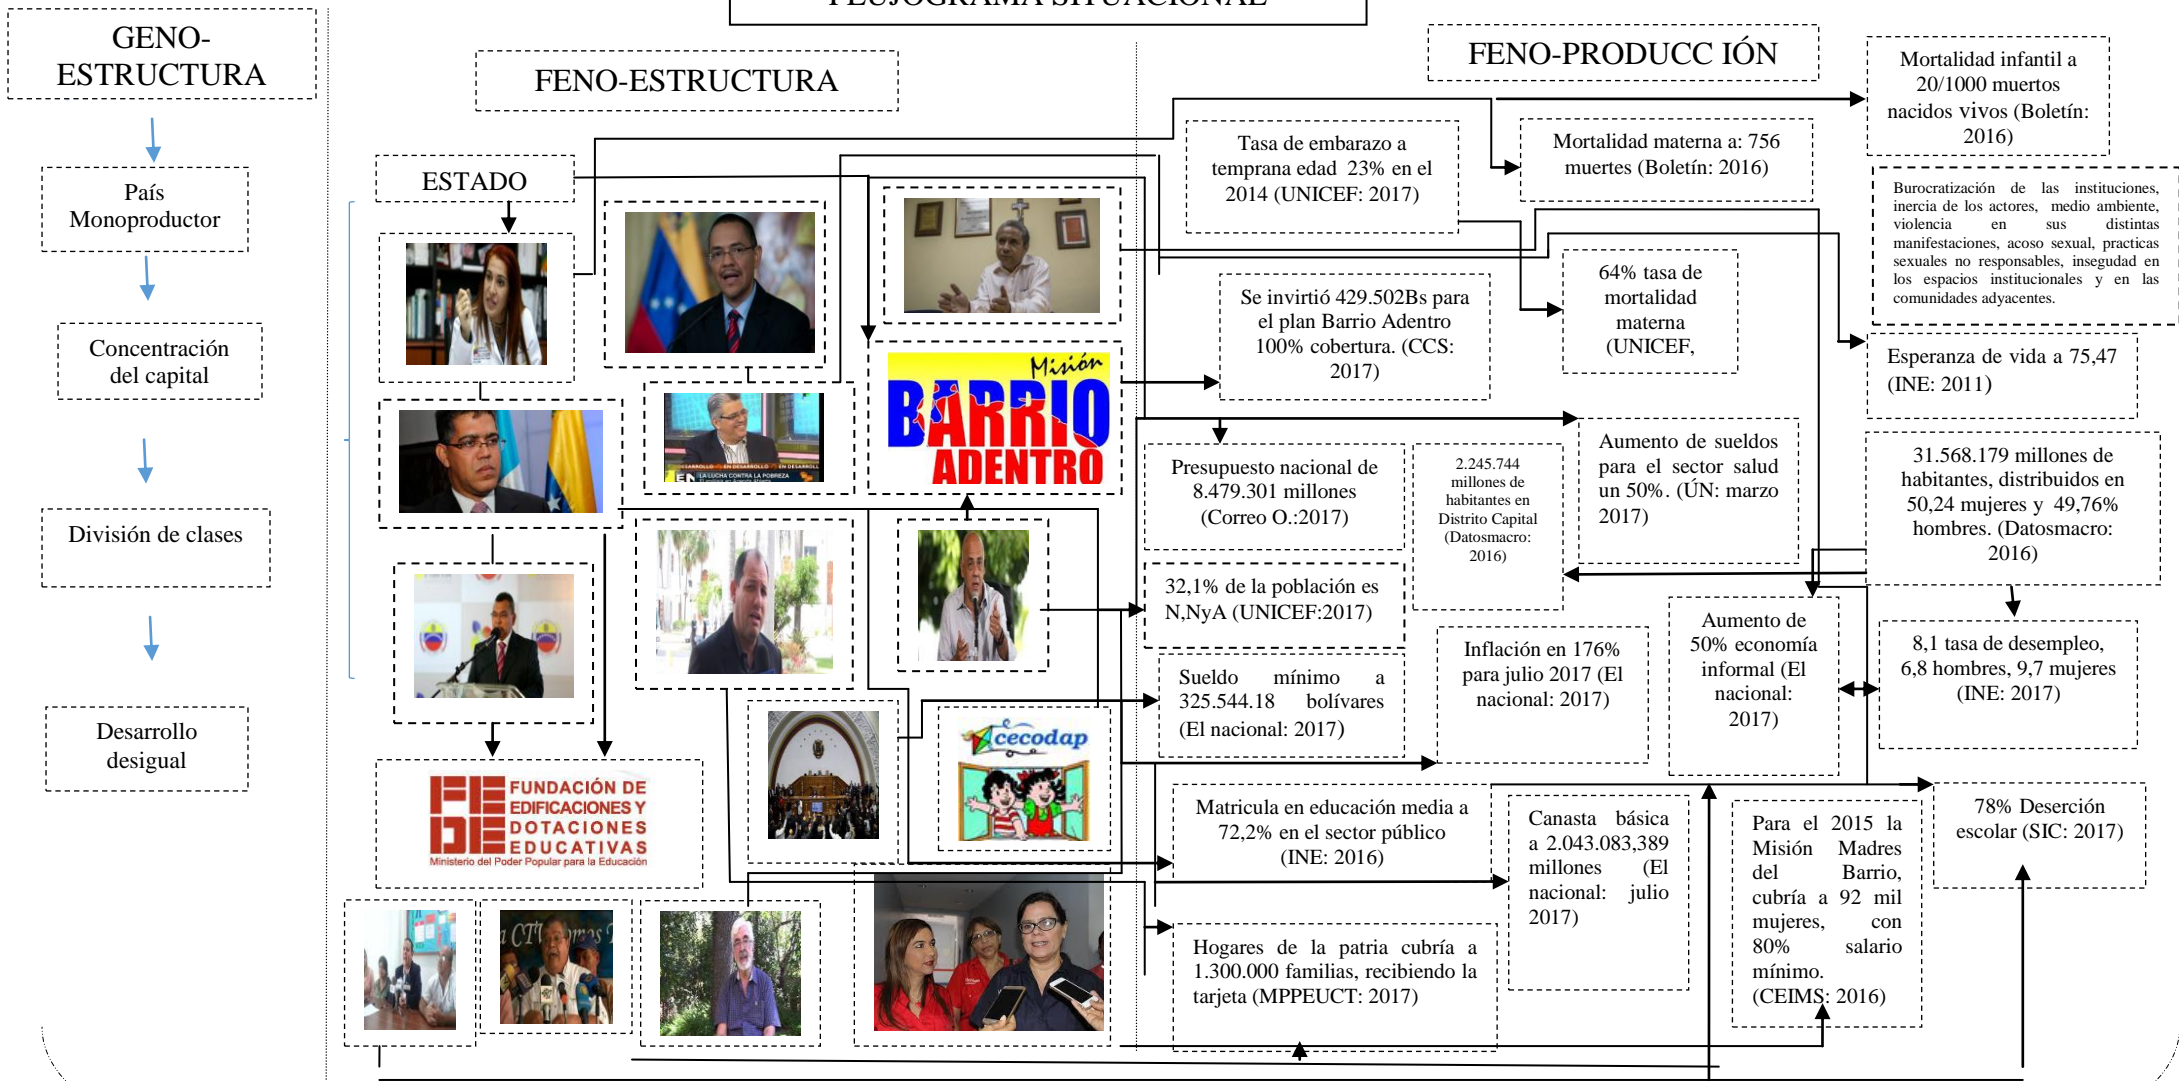 FLUJOGRAMA SITUACIONAL
GENO-
ESTRUCTURA
País
Monoproductor
Concentración
del capital
División de clases
Desarrollo
desigual
FENO-ESTRUCTURA
ESTADO
Misión
BARRIO
ADENTRO
EN DESARROLLO
LA LUCHA CONTRA LA POBREZA
cecodap
FEDE
FUNDACIÓN DE
EDIFICACIONES Y
DOTACIONES
EDUCATIVAS
Ministerio del Poder Popular para la Educación
FENO-PRODUCC IÓN
Tasa de embarazo a
temprana edad 23% en el
2014 (UNICEF: 2017)
Mortalidad materna a: 756
muertes (Boletín: 2016)
Mortalidad infantil a
20/1000 muertos
nacidos vivos (Boletín:
2016)
Burocratización de las instituciones,
inercia de los actores, medio ambiente,
violencia en sus distintas
manifestaciones, acoso sexual, practicas
sexuales no responsables, insegudad en
los espacios institucionales y en las
comunidades adyacentes.
Se invirtió 429.502Bs para
el plan Barrio Adentro
100% cobertura. (CCS:
2017)
64% tasa de
mortalidad
materna
(UNICEF,
Esperanza de vida a 75,47
(INE: 2011)
Presupuesto nacional de
8.479.301 millones
(Correo O.:2017)
2.245.744
millones de
habitantes en
Distrito Capital
(Datosmacro:
2016)
Aumento de sueldos
para el sector salud
un 50%. (ÚN: marzo
2017)
31.568.179 millones de
habitantes, distribuidos en
50,24 mujeres y 49,76%
hombres. (Datosmacro:
2016)
32,1% de la población es
N,NyA (UNICEF:2017)
Sueldo mínimo a
325.544.18 bolívares
(El nacional: 2017)
Inflación en 176%
para julio 2017 (El
nacional: 2017)
Aumento de
50% economía
informal (El
nacional:
2017)
8,1 tasa de desempleo,
6,8 hombres, 9,7 mujeres
(INE: 2017)
Matricula en educación media a
72,2% en el sector público
(INE: 2016)
Canasta básica
a 2.043.083,389
millones (El
nacional: julio
2017)
Para el 2015 la
Misión Madres
del Barrio,
cubría a 92 mil
mujeres, con
80% salario
mínimo.
(CEIMS: 2016)
78% Deserción
escolar (SIC: 2017)
Hogares de la patria cubría a
1.300.000 familias, recibiendo la
tarjeta (MPPEUCT: 2017)